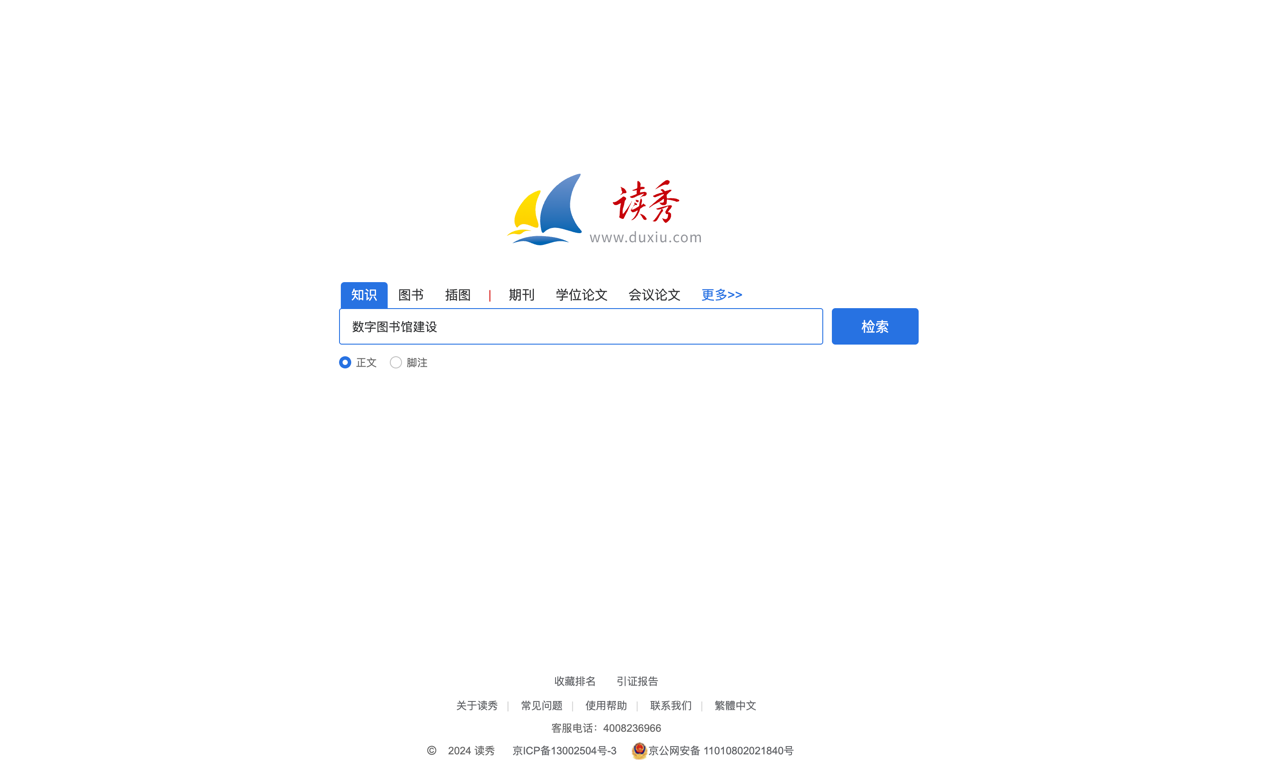 读秀
www.duxiu.com
知识 图书 插图 | 期刊 学位论文 会议论文 更多>>
数字图书馆建设 检索
正文 脚注
收藏排名 引证报告
关于读秀 | 常见问题 | 使用帮助 | 联系我们 | 繁體中文
客服电话：4008236966
© 2024 读秀 京ICP备13002504号-3 京公网安备 11010802021840号